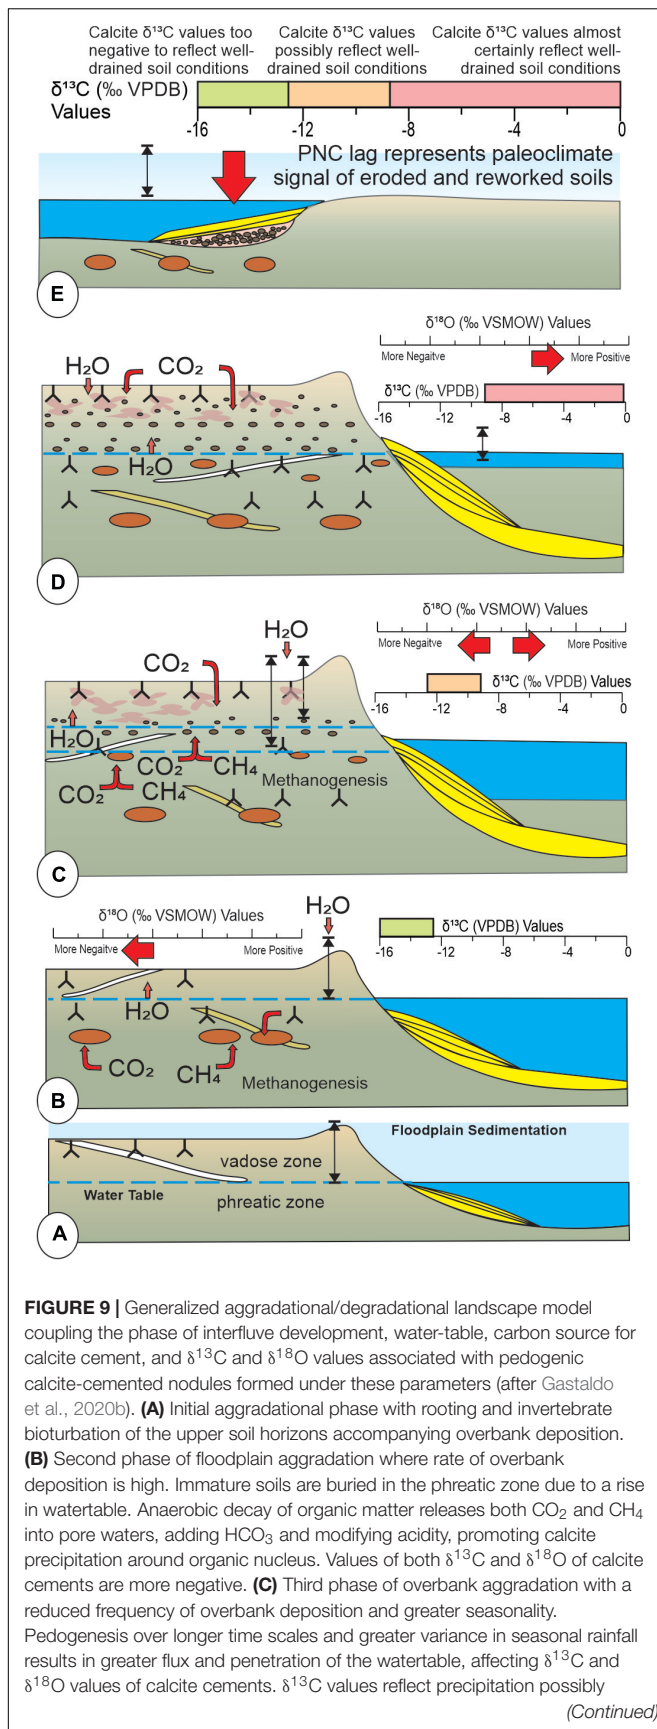 Calcite δ¹³C values too
negative to reflect well-
drained soil conditions
Calcite δ¹³C values
possibly reflect well-
drained soil conditions
Calcite δ¹³C values almost
certainly reflect well-
drained soil conditions
δ¹³C (‰ VPDB)
Values
-16
-12
-8
-4
0
PNC lag represents paleoclimate
signal of eroded and reworked soils
E
H₂O
CO₂
δ¹⁸O (‰ VSMOW) Values
More Negaitve
More Positive
δ¹³C (‰ VPDB)
-16
-12
-8
-4
0
H₂O
D
H₂O
CO₂
δ¹⁸O (‰ VSMOW) Values
More Negaitve
More Positive
δ¹³C (‰ VPDB) Values
-16
-12
-8
-4
0
H₂O
CO₂
CH₄
Methanogenesis
CO₂
CH₄
C
δ¹⁸O (‰ VSMOW) Values
More Negaitve
More Positive
H₂O
δ¹³C (VPDB) Values
-16
-12
-8
-4
0
H₂O
CO₂
CH₄
Methanogenesis
B
Floodplain Sedimentation
vadose zone
Water Table
phreatic zone
A
FIGURE 9 | Generalized aggradational/degradational landscape model
coupling the phase of interfluve development, water-table, carbon source for
calcite cement, and δ¹³C and δ¹⁸O values associated with pedogenic
calcite-cemented nodules formed under these parameters (after Gastaldo
et al., 2020b). (A) Initial aggradational phase with rooting and invertebrate
bioturbation of the upper soil horizons accompanying overbank deposition.
(B) Second phase of floodplain aggradation where rate of overbank
deposition is high. Immature soils are buried in the phreatic zone due to a rise
in watertable. Anaerobic decay of organic matter releases both CO₂ and CH₄
into pore waters, adding HCO₃ and modifying acidity, promoting calcite
precipitation around organic nucleus. Values of both δ¹³C and δ¹⁸O of calcite
cements are more negative. (C) Third phase of overbank aggradation with a
reduced frequency of overbank deposition and greater seasonality.
Pedogenesis over longer time scales and greater variance in seasonal rainfall
results in greater flux and penetration of the watertable, affecting δ¹³C and
δ¹⁸O values of calcite cements. δ¹³C values reflect precipitation possibly
(Continued)